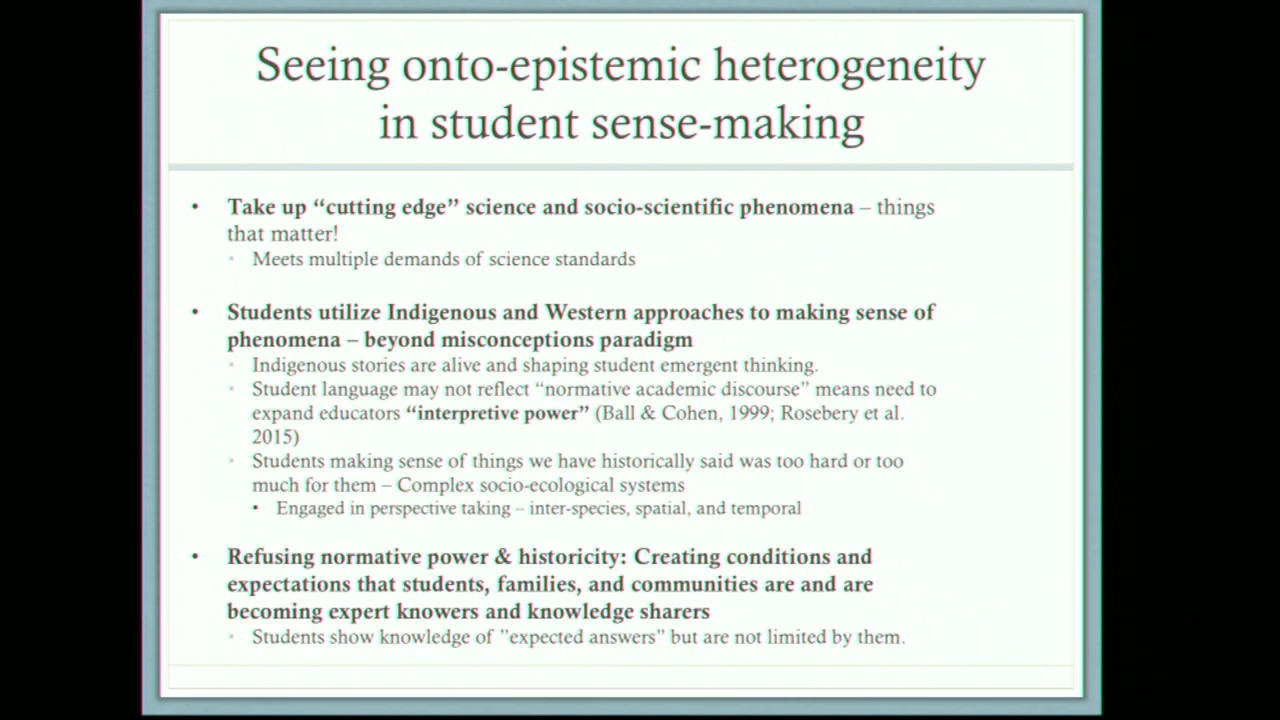 Seeing onto-epistemic heterogeneity
in student sense-making
• Take up “cutting edge” science and socio-scientific phenomena – things
that matter!
• Meets multiple demands of science standards
• Students utilize Indigenous and Western approaches to making sense of
phenomena – beyond misconceptions paradigm
• Indigenous stories are alive and shaping student emergent thinking.
• Student language may not reflect “normative academic discourse” means need to
expand educators “interpretive power” (Ball & Cohen, 1999; Rosebery et al.
2015)
• Students making sense of things we have historically said was too hard or too
much for them – Complex socio-ecological systems
• Engaged in perspective taking – inter-species, spatial, and temporal
• Refusing normative power & historicity: Creating conditions and
expectations that students, families, and communities are and are
becoming expert knowers and knowledge sharers
• Students show knowledge of ”expected answers” but are not limited by them.